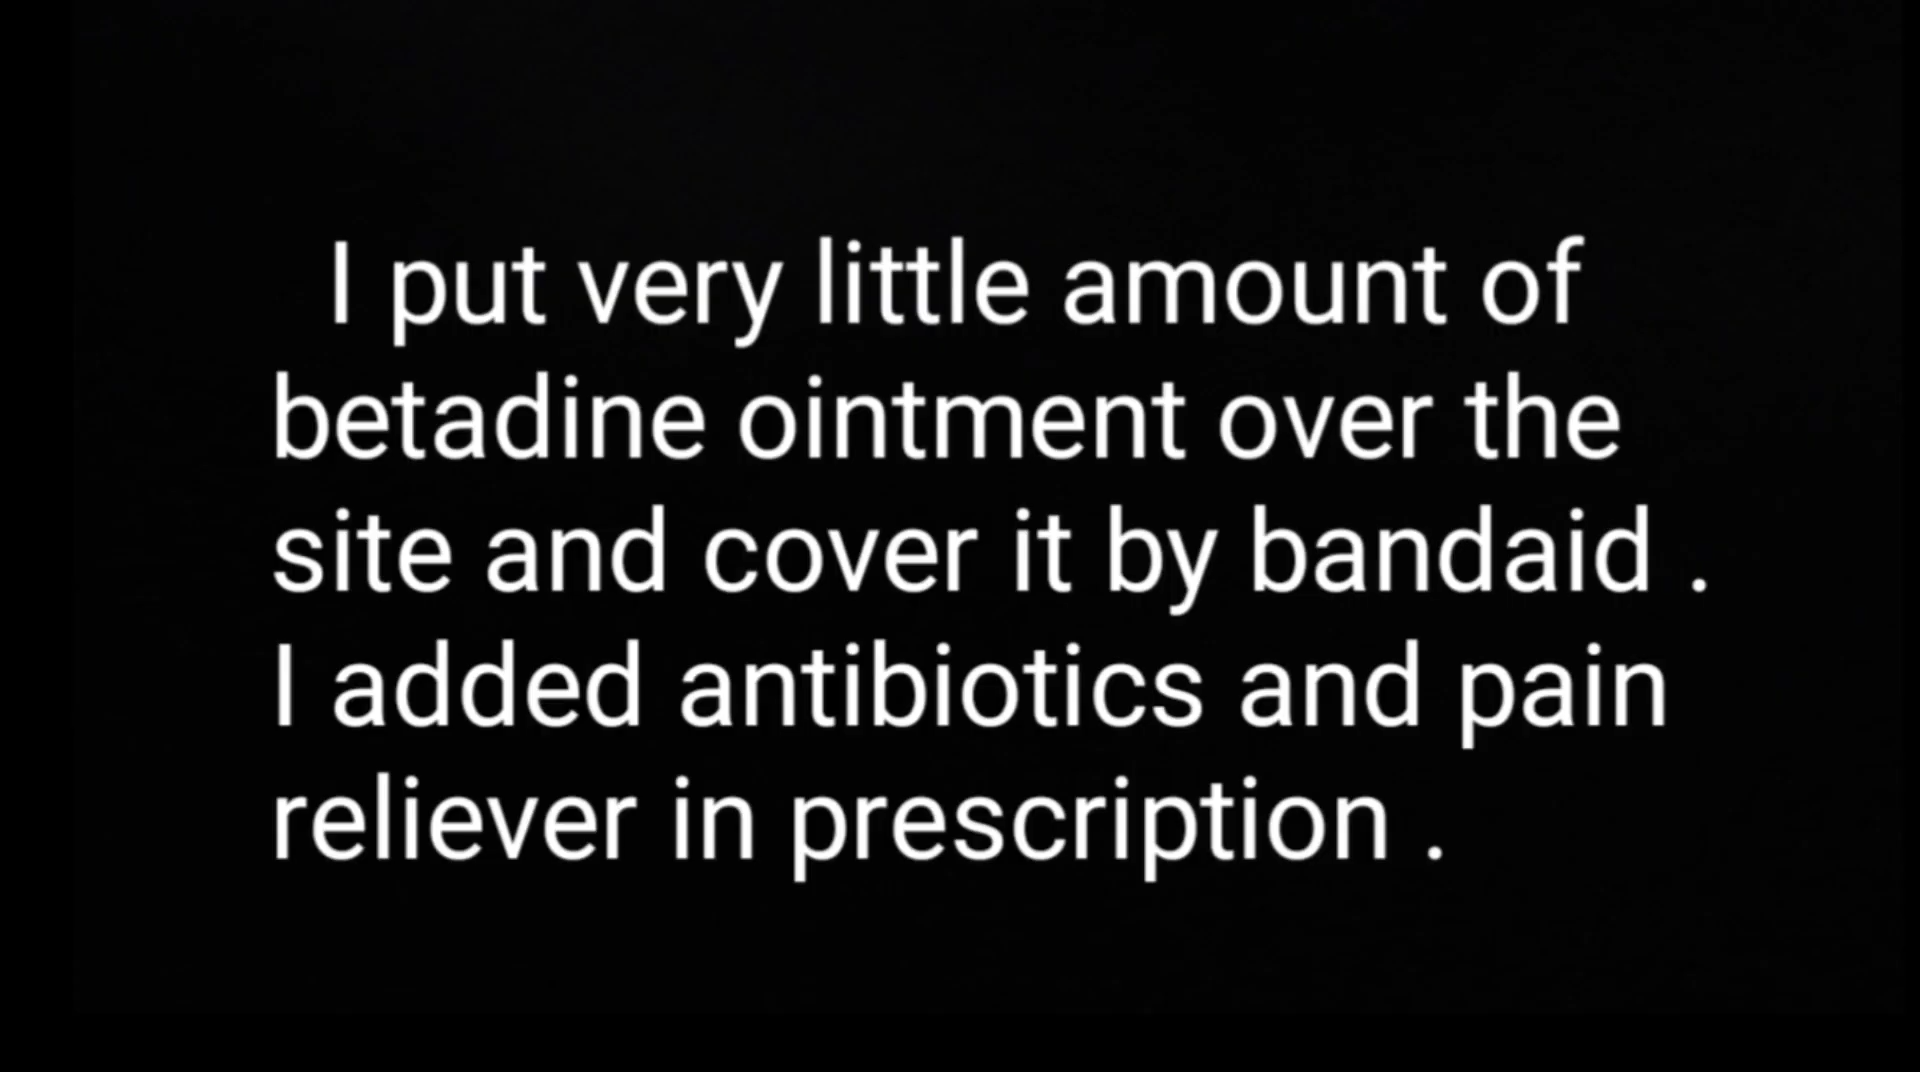 I put very little amount of
betadine ointment over the
site and cover it by bandaid .
I added antibiotics and pain
reliever in prescription .